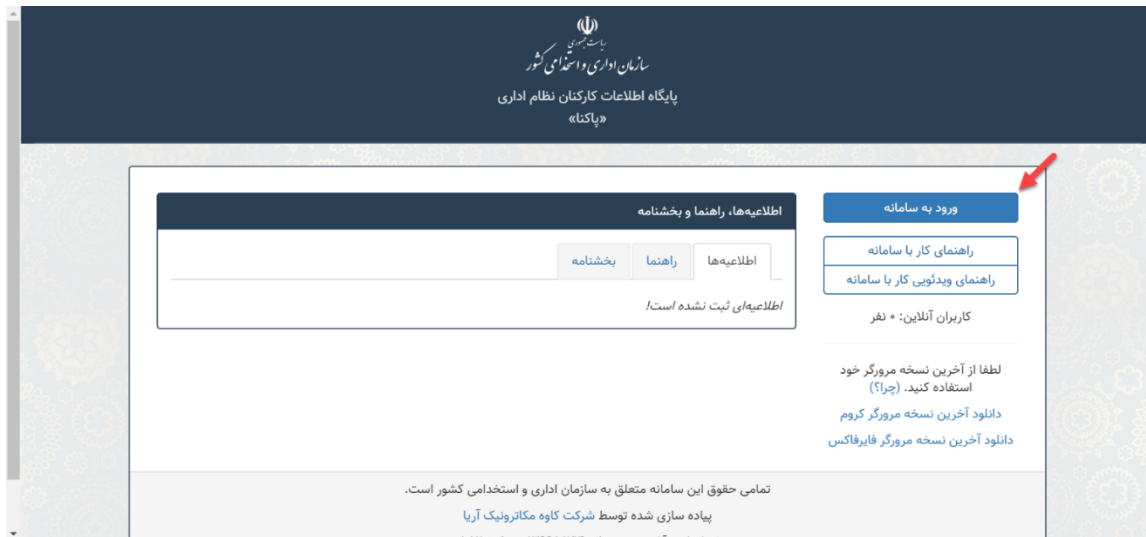 ریاست جمهوری
سازمان اداری و استخدامی کشور
پایگاه اطلاعات کارکنان نظام اداری
«پاکنا»
ورود به سامانه
راهنمای کار با سامانه
راهنمای ویدئویی کار با سامانه
کاربران آنلاین: ۰ نفر
لطفا از آخرین نسخه مرورگر خود
استفاده کنید. (چرا؟)
دانلود آخرین نسخه مرورگر کروم
دانلود آخرین نسخه مرورگر فایرفاکس
اطلاعیه‌ها، راهنما و بخشنامه
اطلاعیه‌ها
راهنما
بخشنامه
اطلاعیه‌ای ثبت نشده است!
تمامی حقوق این سامانه متعلق به سازمان اداری و استخدامی کشور است.
پیاده سازی شده توسط شرکت کاوه مکاترونیک آریا